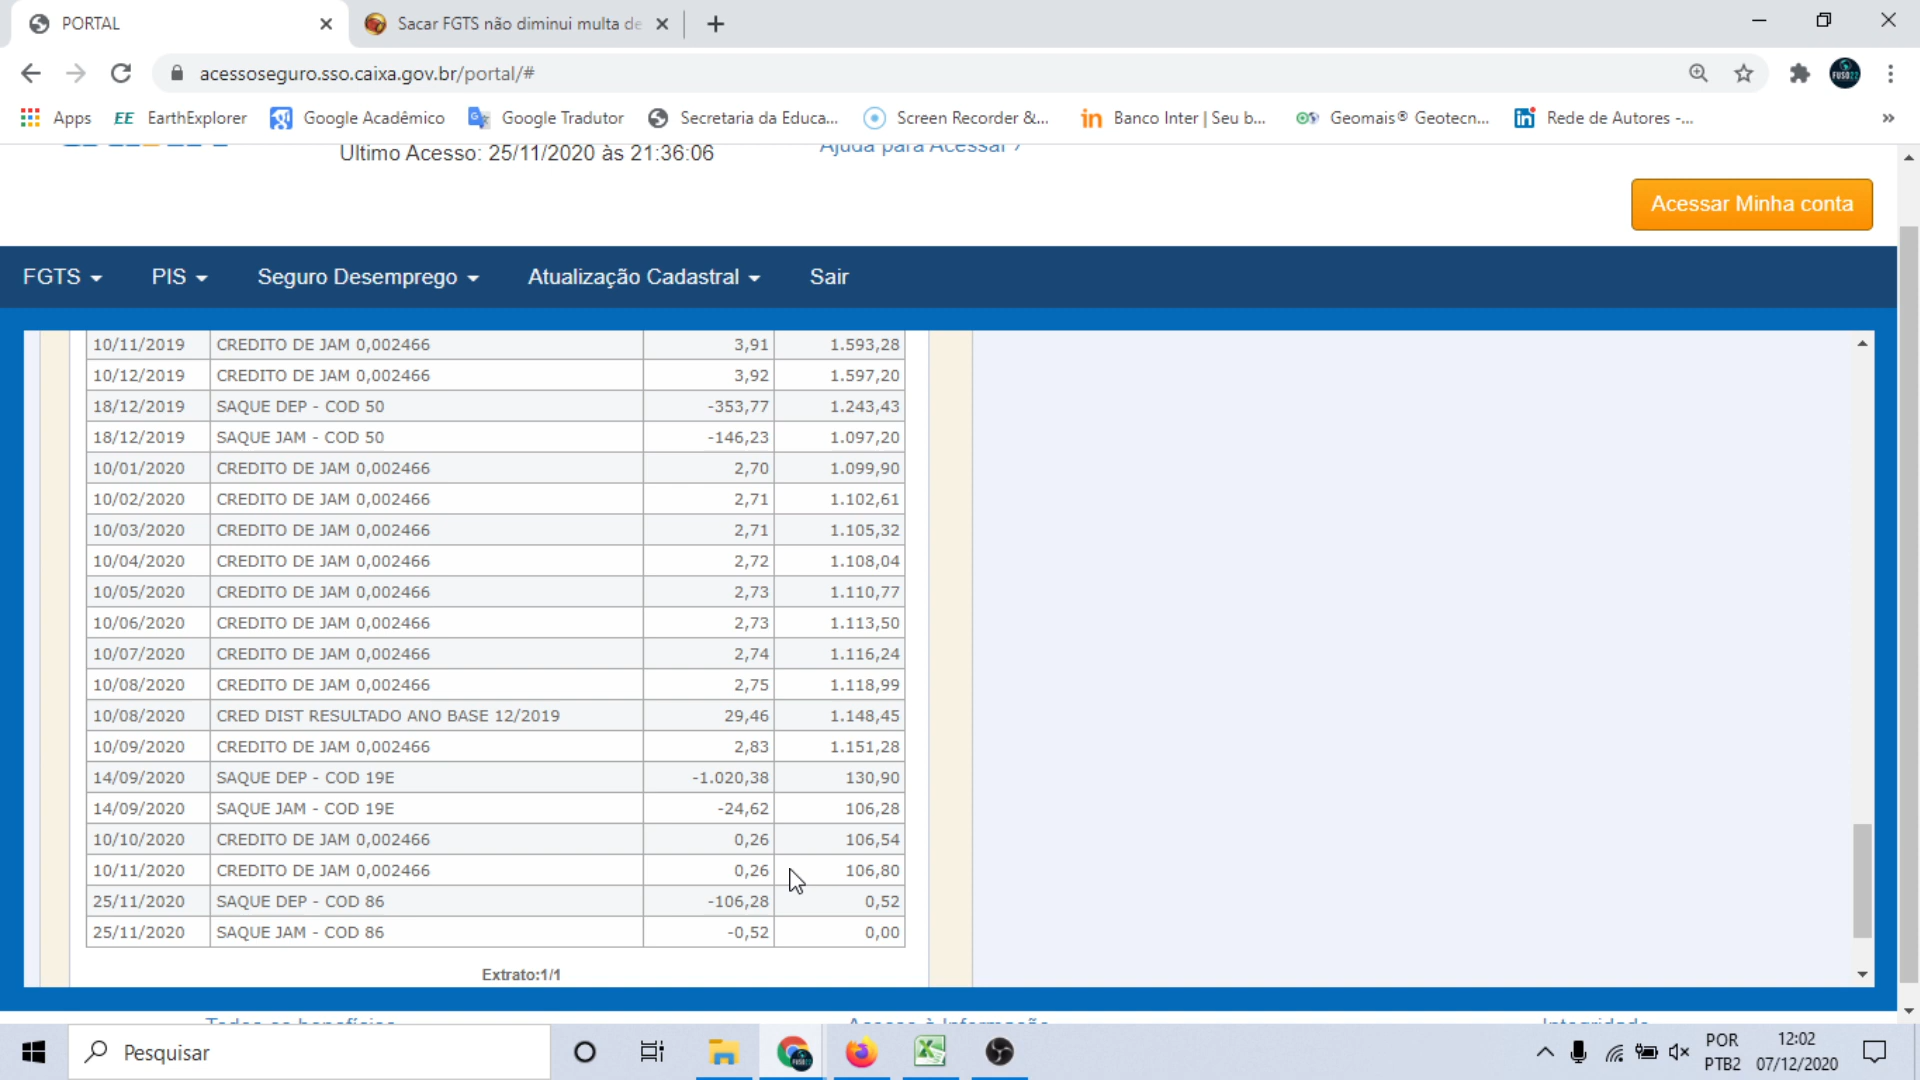 PORTAL
Sacar FGTS não diminui multa de
acessoseguro.sso.caixa.gov.br/portal/#
Apps
EE EarthExplorer
Google Acadêmico
Google Tradutor
Secretaria da Educa...
Screen Recorder &...
in Banco Inter | Seu b...
Geomais® Geotecn...
in Rede de Autores -...
»
Último Acesso: 25/11/2020 às 21:36:06
Ajuda para Acessar
Acessar Minha conta
FGTS
PIS
Seguro Desemprego
Atualização Cadastral
Sair
10/11/2019 CREDITO DE JAM 0,002466 3,91 1.593,28
10/12/2019 CREDITO DE JAM 0,002466 3,92 1.597,20
18/12/2019 SAQUE DEP - COD 50 -353,77 1.243,43
18/12/2019 SAQUE JAM - COD 50 -146,23 1.097,20
10/01/2020 CREDITO DE JAM 0,002466 2,70 1.099,90
10/02/2020 CREDITO DE JAM 0,002466 2,71 1.102,61
10/03/2020 CREDITO DE JAM 0,002466 2,71 1.105,32
10/04/2020 CREDITO DE JAM 0,002466 2,72 1.108,04
10/05/2020 CREDITO DE JAM 0,002466 2,73 1.110,77
10/06/2020 CREDITO DE JAM 0,002466 2,73 1.113,50
10/07/2020 CREDITO DE JAM 0,002466 2,74 1.116,24
10/08/2020 CREDITO DE JAM 0,002466 2,75 1.118,99
10/08/2020 CRED DIST RESULTADO ANO BASE 12/2019 29,46 1.148,45
10/09/2020 CREDITO DE JAM 0,002466 2,83 1.151,28
14/09/2020 SAQUE DEP - COD 19E -1.020,38 130,90
14/09/2020 SAQUE JAM - COD 19E -24,62 106,28
10/10/2020 CREDITO DE JAM 0,002466 0,26 106,54
10/11/2020 CREDITO DE JAM 0,002466 0,26 106,80
25/11/2020 SAQUE DEP - COD 86 -106,28 0,52
25/11/2020 SAQUE JAM - COD 86 -0,52 0,00
Extrato:1/1
Todos os benefícios
Acesso à Informação
Integridade
Pesquisar
POR
PTB2
12:02
07/12/2020